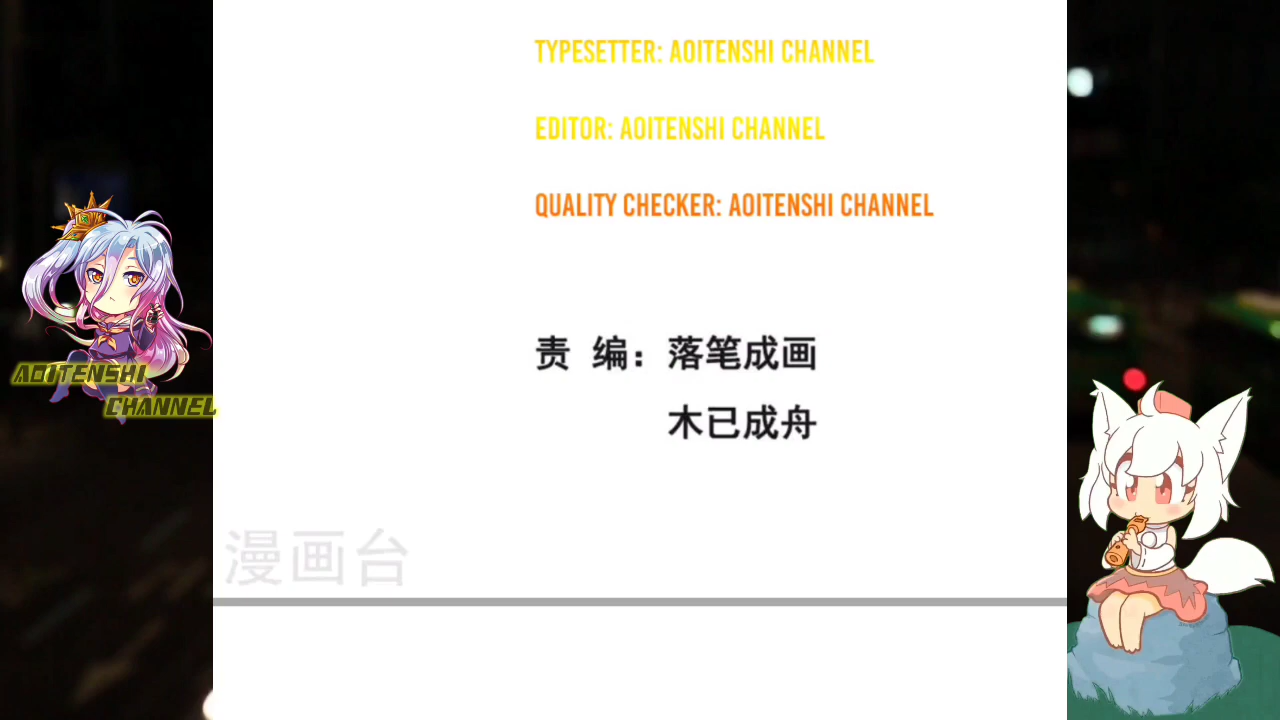 TYPESETTER: AOITENSHI CHANNEL
EDITOR: AOITENSHI CHANNEL
QUALITY CHECKER: AOITENSHI CHANNEL
责 编：落笔成画
木已成舟
漫画台
AOITENSHI
CHANNEL